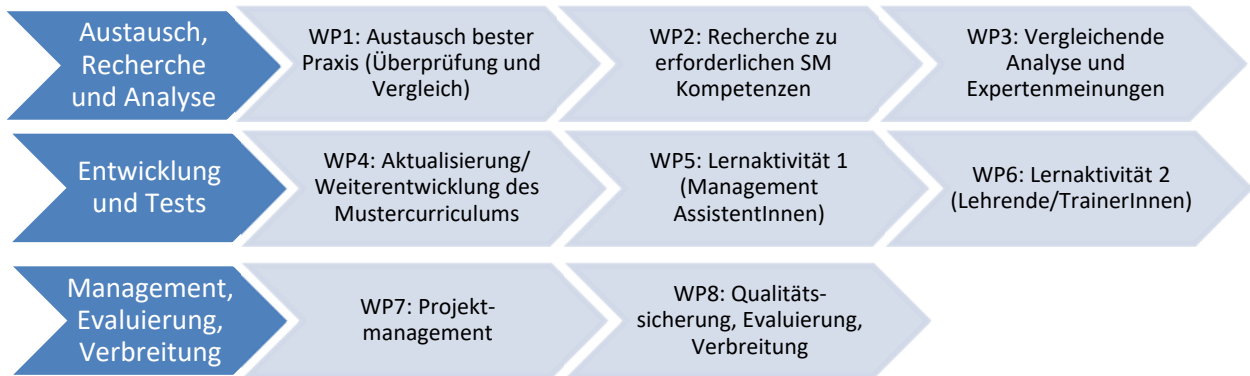 Austausch,
Recherche
und Analyse
WP1: Austausch bester
Praxis (Überprüfung und
Vergleich)
WP2: Recherche zu
erforderlichen SM
Kompetenzen
WP3: Vergleichende
Analyse und
Expertenmeinungen
Entwicklung
und Tests
WP4: Aktualisierung/
Weiterentwicklung des
Mustercurriculums
WP5: Lernaktivität 1
(Management
AssistentInnen)
WP6: Lernaktivität 2
(Lehrende/TrainerInnen)
Management,
Evaluierung,
Verbreitung
WP7: Projekt-
management
WP8: Qualitäts-
sicherung, Evaluierung,
Verbreitung